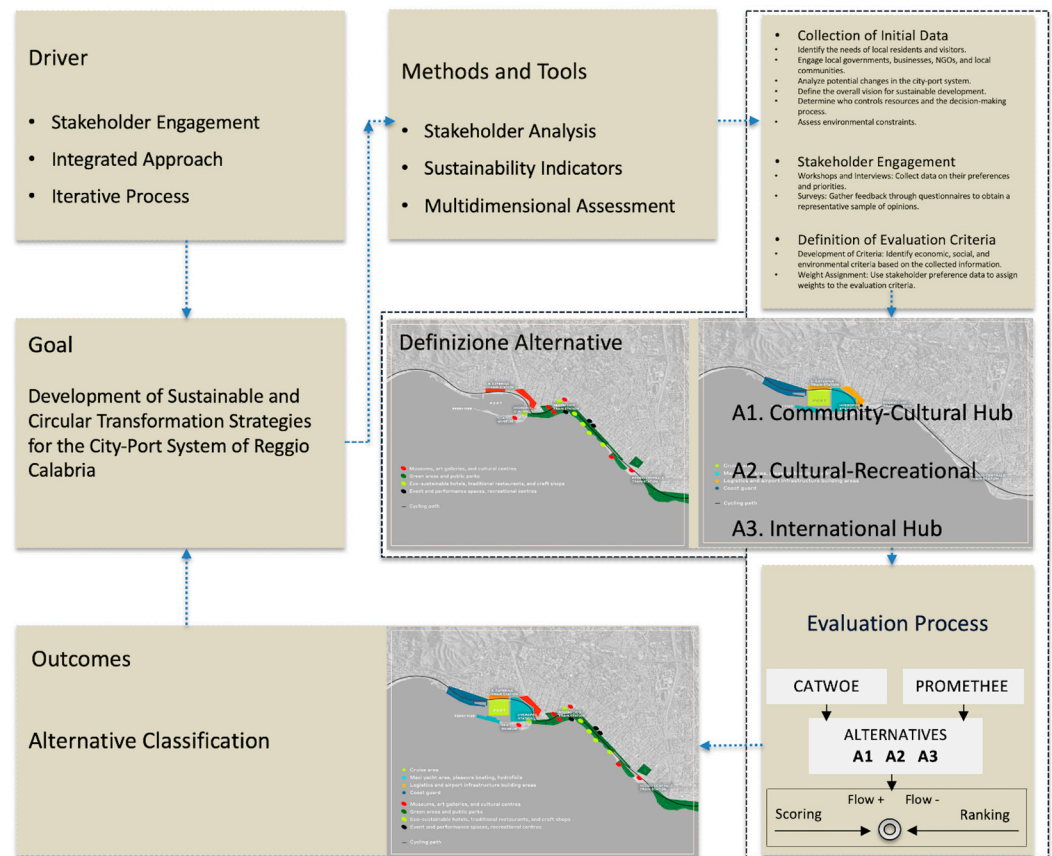 Driver
• Stakeholder Engagement
• Integrated Approach
• Iterative Process
Methods and Tools
• Stakeholder Analysis
• Sustainability Indicators
• Multidimensional Assessment
• Collection of Initial Data
• Identify the needs of local residents and visitors.
• Engage local governments, businesses, NGOs, and local
communities.
• Analyze potential changes in the city-port system.
• Define the overall vision for sustainable development.
• Determine who controls resources and the decision-making
process.
• Assess environmental constraints.
• Stakeholder Engagement
• Workshops and Interviews: Collect data on their preferences
and priorities.
• Surveys: Gather feedback through questionnaires to obtain a
representative sample of opinions.
• Definition of Evaluation Criteria
• Development of Criteria: Identify economic, social, and
environmental criteria based on the collected information.
• Weight Assignment: Use stakeholder preference data to assign
weights to the evaluation criteria.
Goal
Development of Sustainable and
Circular Transformation Strategies
for the City-Port System of Reggio
Calabria
Definizione Alternative
PORT
Museums, art galleries, and cultural centres
Green areas and public parks
Eco-sustainable hotels, traditional restaurants, and craft shops
Event and performance spaces, recreational centres
Cycling path
A1. Community-Cultural Hub
A2. Cultural-Recreational
Logistics and airport infrastructure building areas
Coast guard
A3. International Hub
Outcomes
Alternative Classification
PORT
Cruise area
Main yacht area, pleasure boating, hydrofoils
Logistics and airport infrastructure building areas
Coast guard
Museums, art galleries, and cultural centres
Green areas and public parks
Eco-sustainable hotels, traditional restaurants, and craft shops
Event and performance spaces, recreational centres
Cycling path
Evaluation Process
CATWOE
PROMETHEE
ALTERNATIVES
A1 A2 A3
Flow + Flow -
Scoring
Ranking